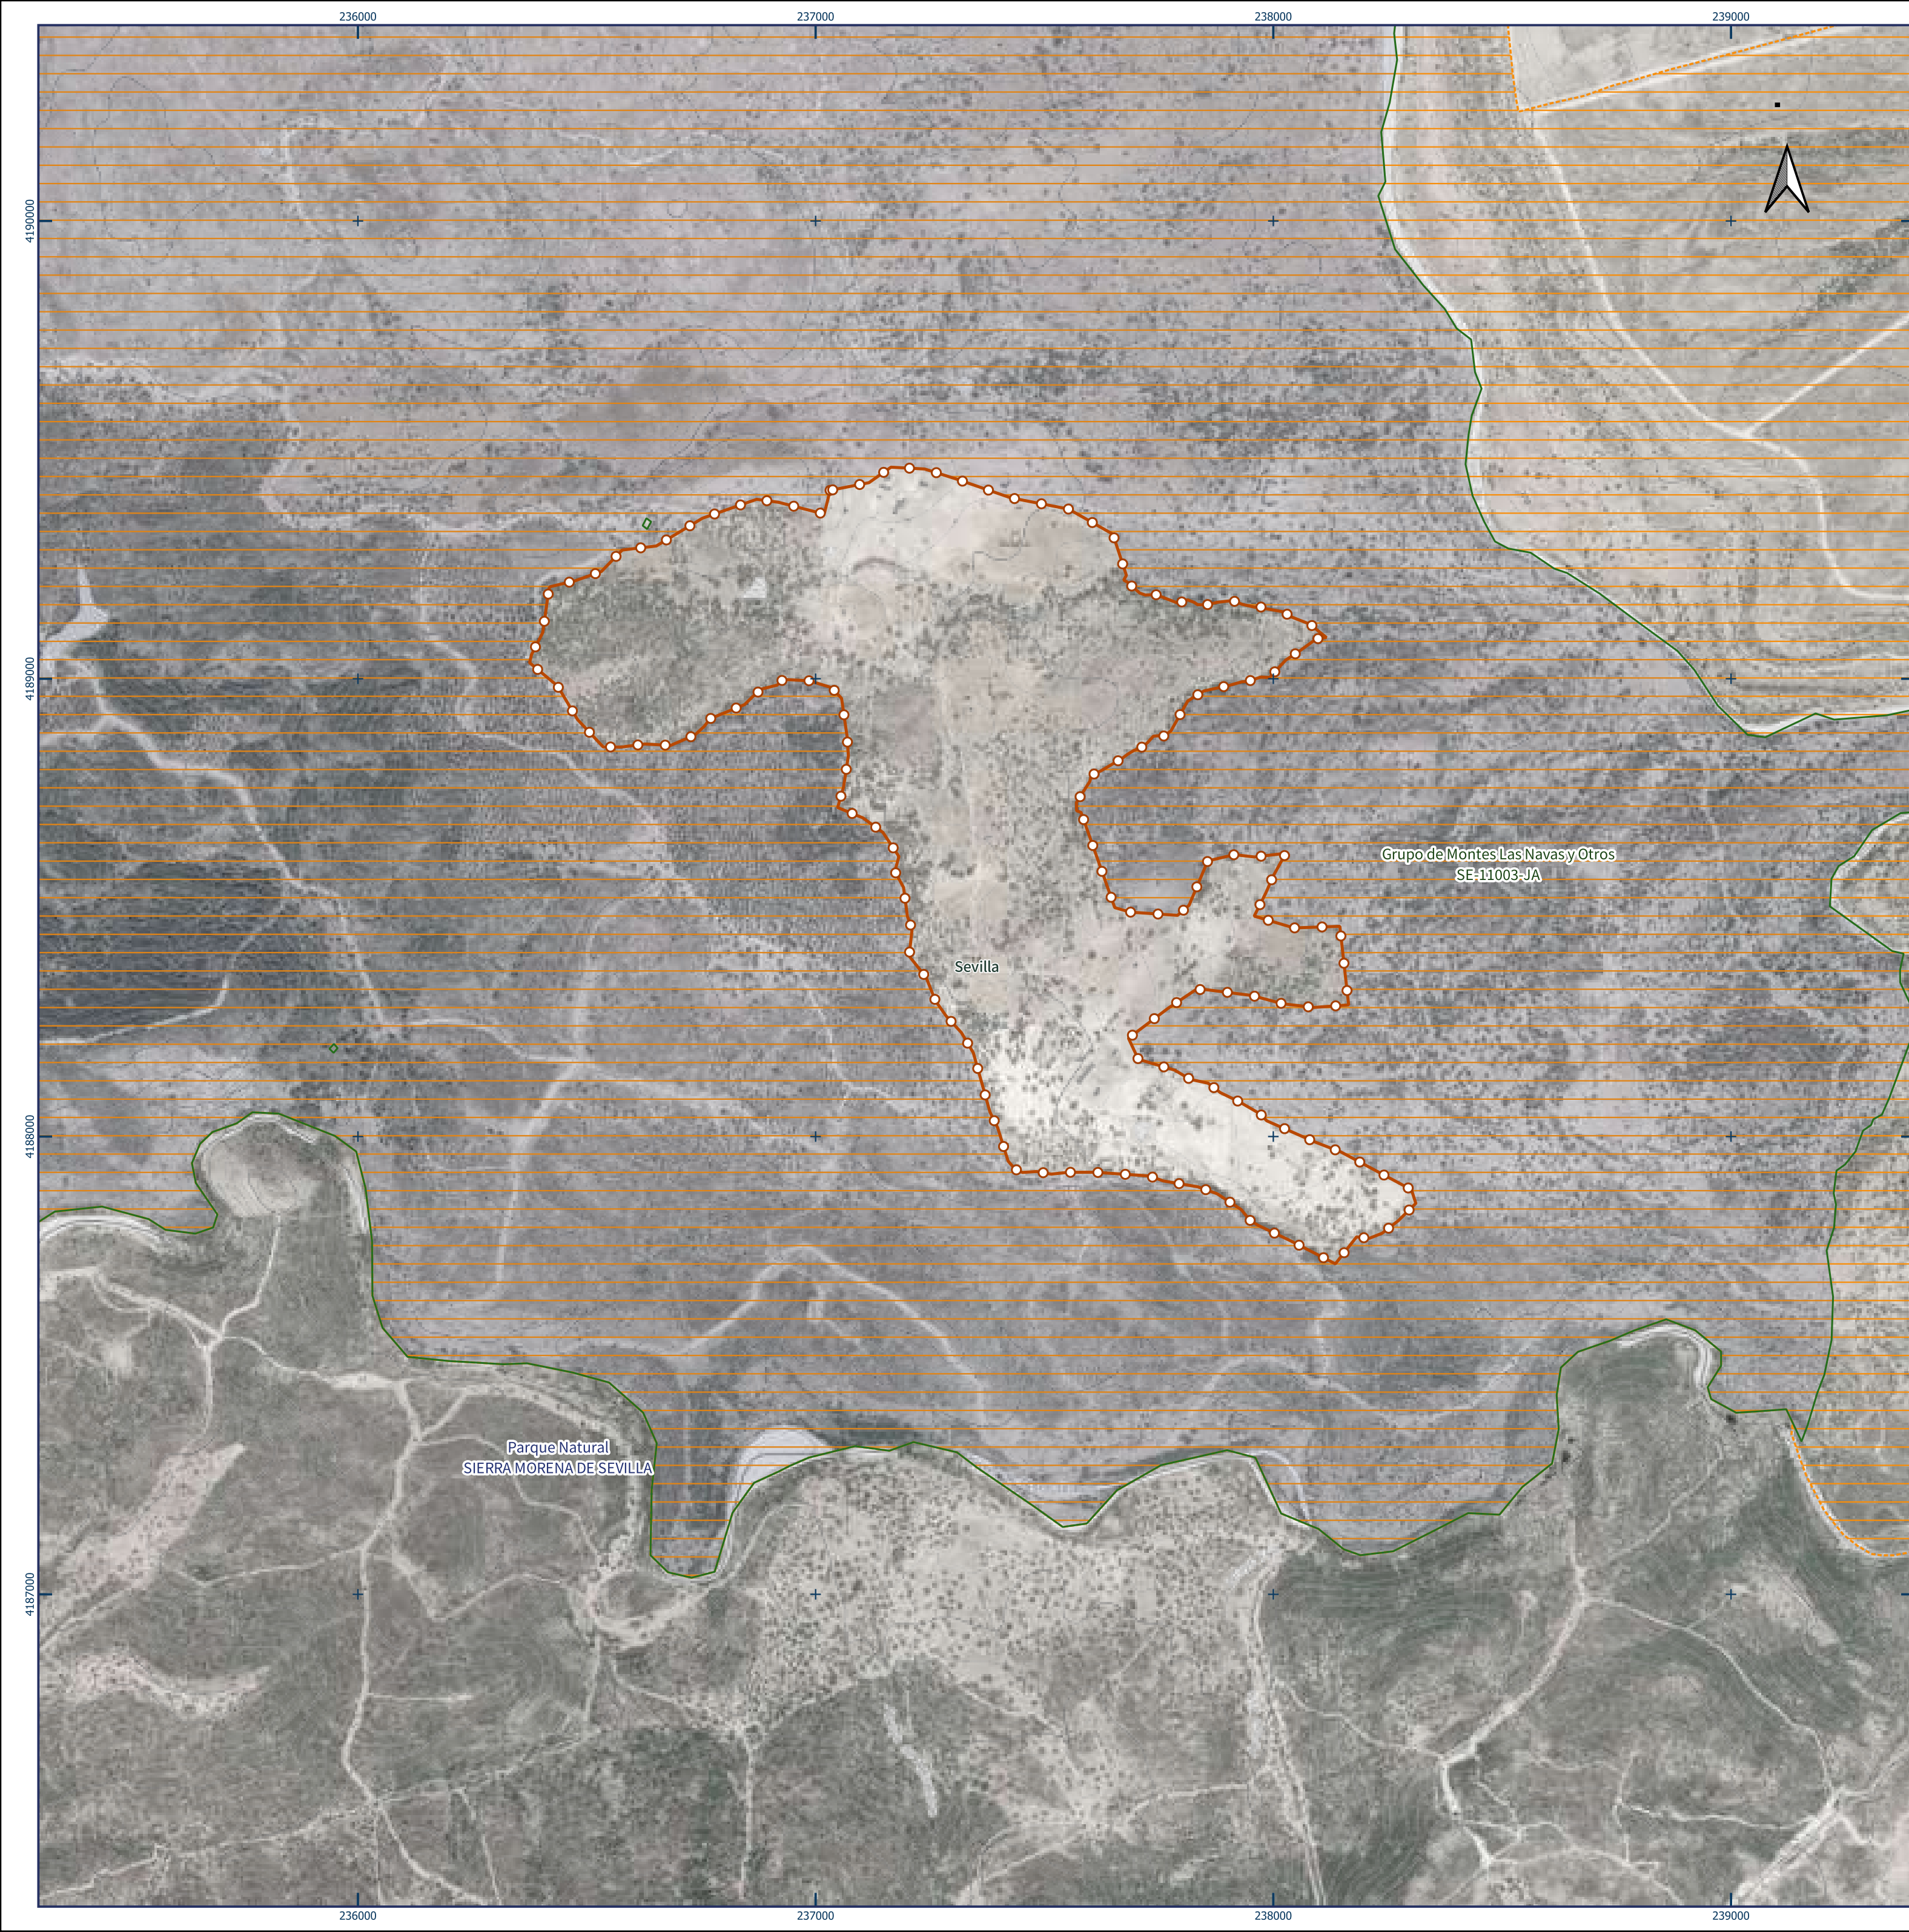 236000
237000
238000
239000
4190000
4189000
Grupo de Montes Las Navas y Otros
SE-11003-JA
Sevilla
4188000
Parque Natural
SIERRA MORENA DE SEVILLA
4187000
236000
237000
238000
239000